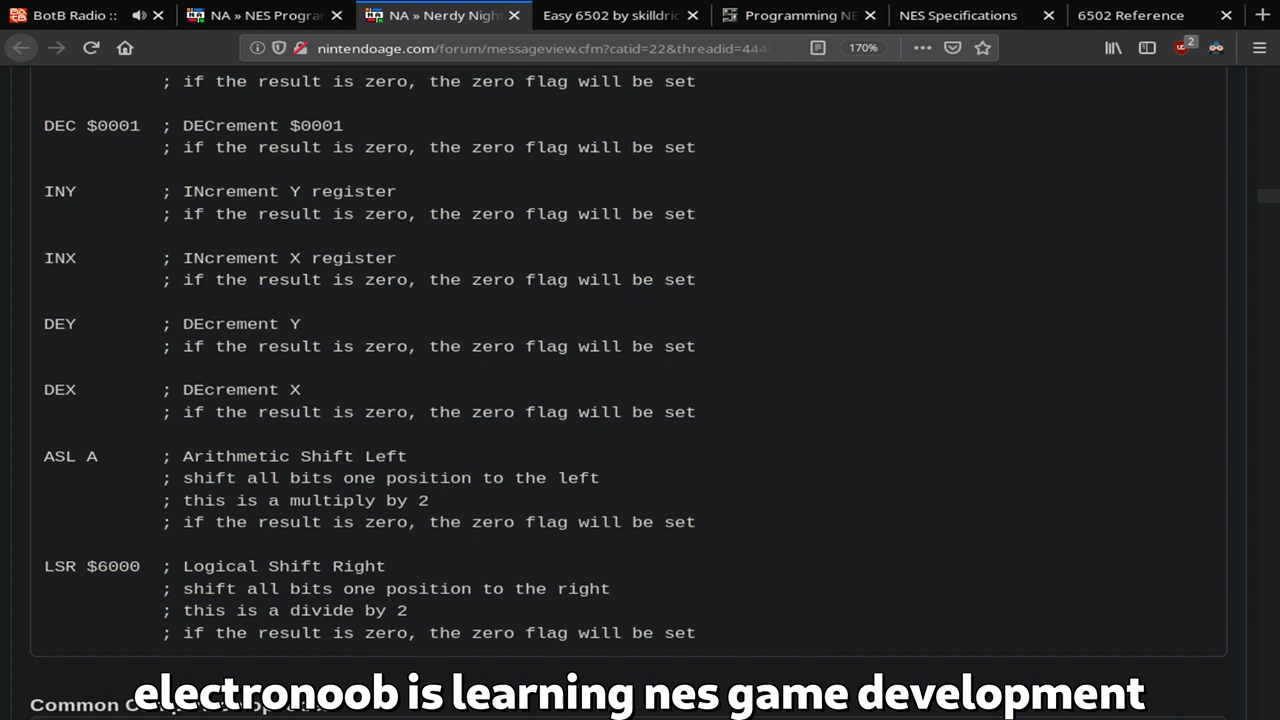 BotB Radio ::
NA » NES Progra
NA » Nerdy Nigh
Easy 6502 by skilldric
Programming NE
NES Specifications
6502 Reference
nintendoage.com/forum/messageview.cfm?catid=22&threadid=444
170%
2
; if the result is zero, the zero flag will be set
DEC $0001 ; DECrement $0001
; if the result is zero, the zero flag will be set
INY ; INcrement Y register
; if the result is zero, the zero flag will be set
INX ; INcrement X register
; if the result is zero, the zero flag will be set
DEY ; DEcrement Y
; if the result is zero, the zero flag will be set
DEX ; DEcrement X
; if the result is zero, the zero flag will be set
ASL A ; Arithmetic Shift Left
; shift all bits one position to the left
; this is a multiply by 2
; if the result is zero, the zero flag will be set
LSR $6000 ; Logical Shift Right
; shift all bits one position to the right
; this is a divide by 2
; if the result is zero, the zero flag will be set
Common
electronoob is learning nes game development